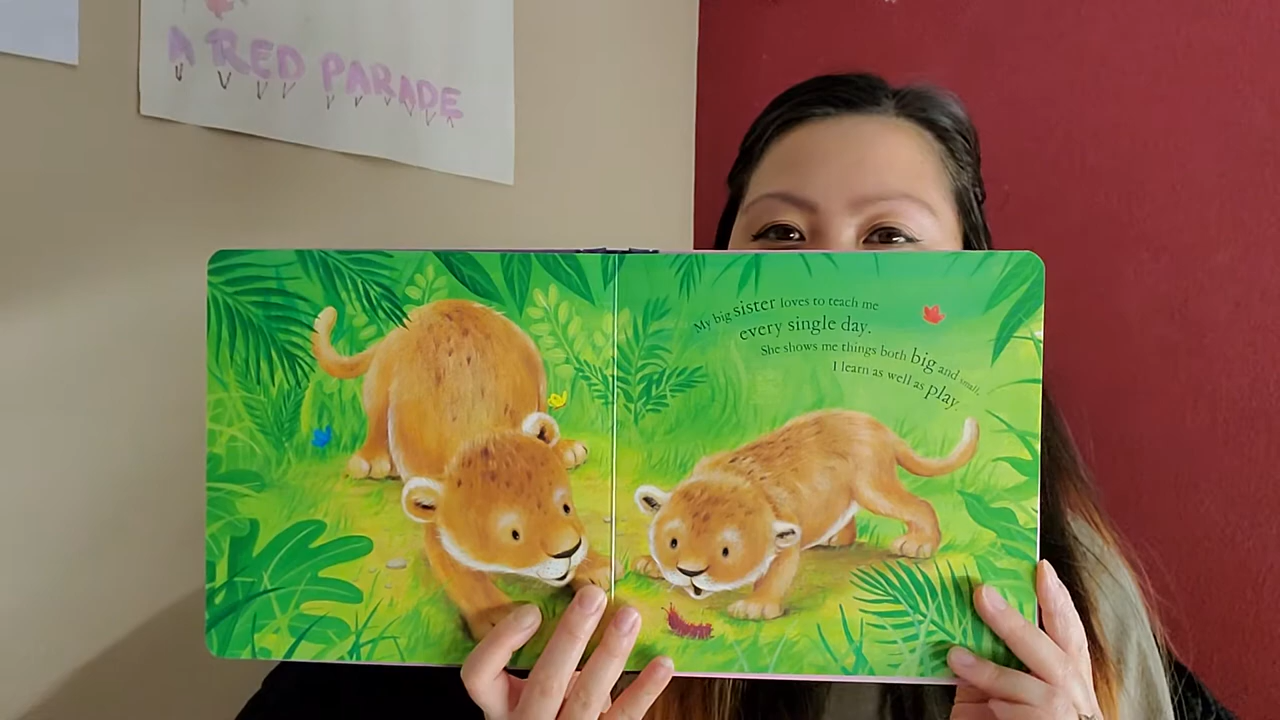 A RED PARADE
My big sister loves to teach me
every single day.
She shows me things both big and small,
I learn as well as play.